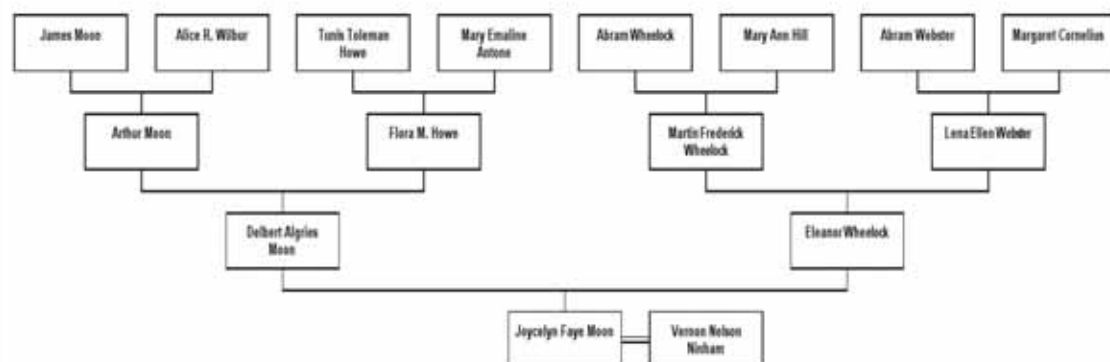 James Moon
Alice R. Wilbur
Tunis Toleman
Howe
Mary Emaline
Antone
Abram Wheelock
Mary Ann Hill
Abram Webster
Margaret Cornelius
Arthur Moon
Flora M. Howe
Martin Frederick
Wheelock
Lena Ellen Webster
Delbert Algries
Moon
Eleanor Wheelock
Joycelyn Faye Moon
Vernon Nelson
Ninham